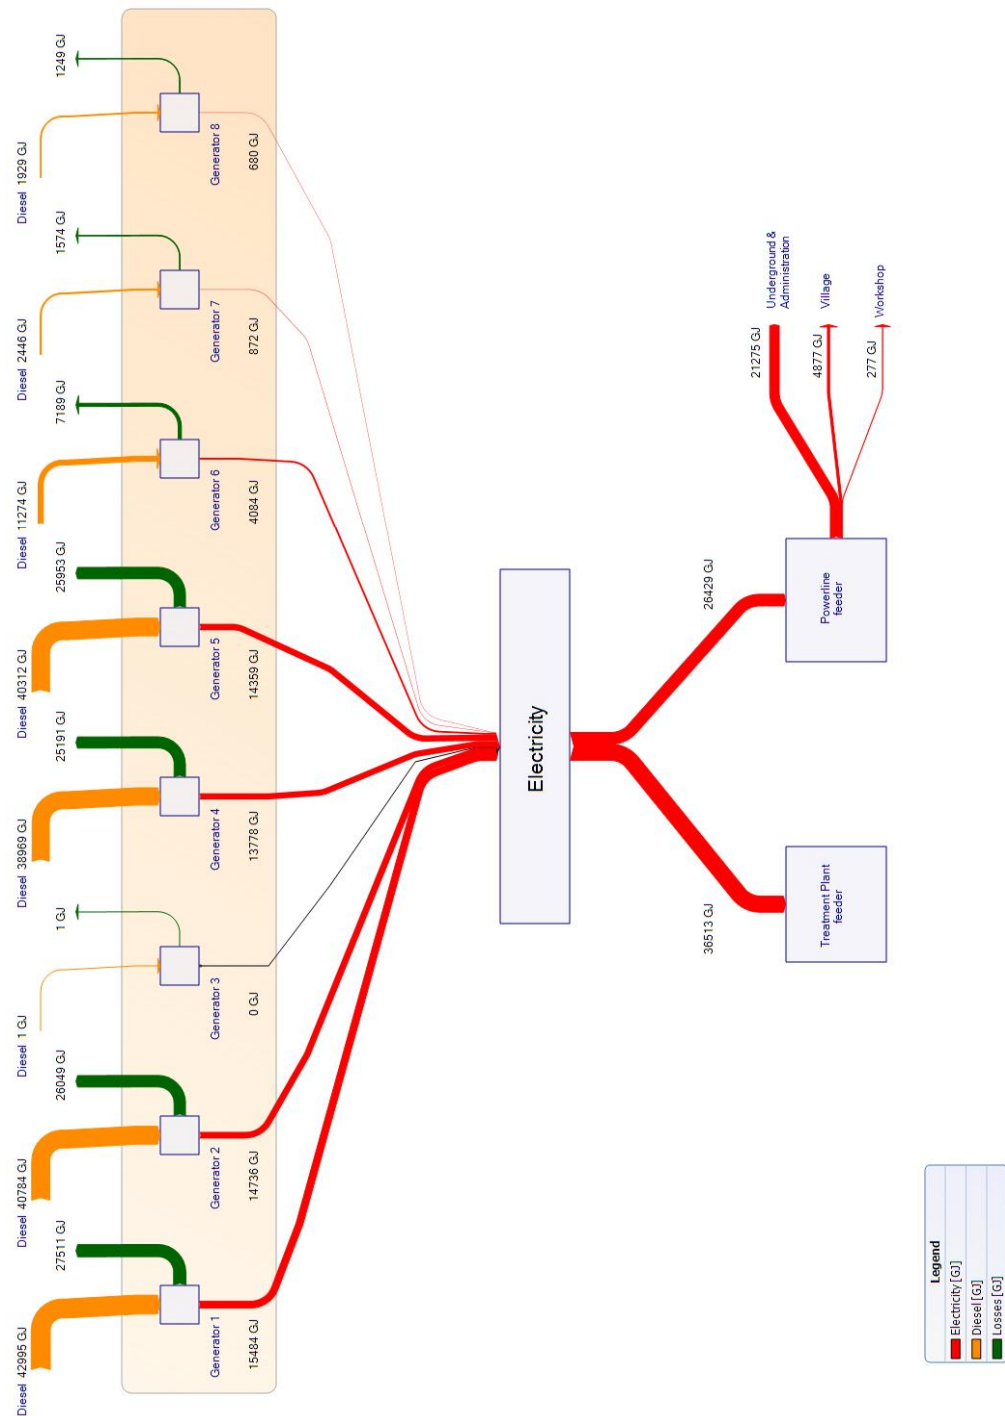 Diesel 42995 GJ
27511 GJ
Generator 1
15484 GJ
Diesel 40784 GJ
26049 GJ
Generator 2
14736 GJ
Diesel 1 GJ
1 GJ
Generator 3
0 GJ
Diesel 38969 GJ
25191 GJ
Generator 4
13778 GJ
Diesel 40312 GJ
25953 GJ
Generator 5
14359 GJ
Diesel 11274 GJ
7189 GJ
Generator 6
4084 GJ
Diesel 2446 GJ
1574 GJ
Generator 7
872 GJ
Diesel 1929 GJ
1249 GJ
Generator 8
680 GJ
Electricity
36513 GJ
Treatment Plant
feeder
26429 GJ
Powerline
feeder
21275 GJ
Underground &
Administration
4877 GJ
Village
277 GJ
Workshop
Legend
Electricity [GJ]
Diesel [GJ]
Losses [GJ]